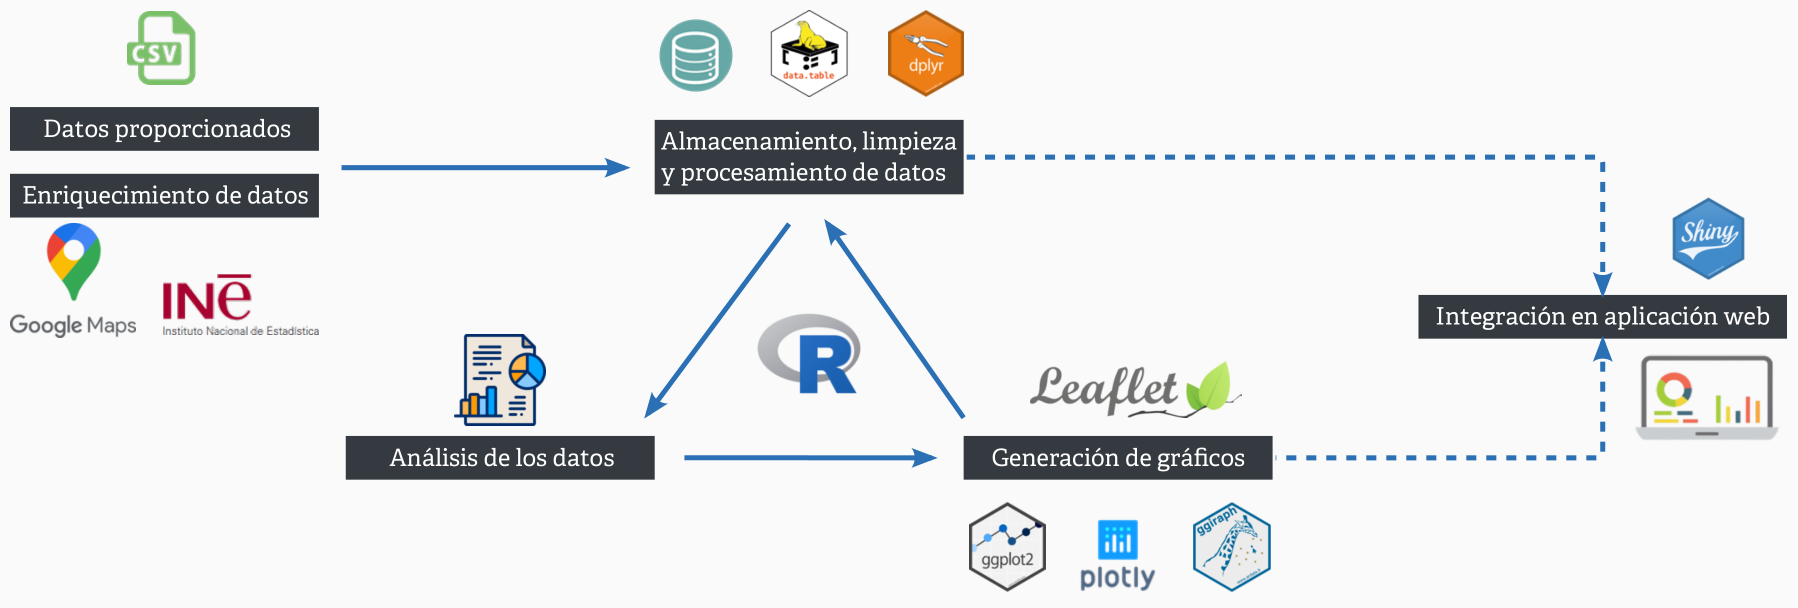 CSV
Datos proporcionados
Enriquecimiento de datos
Google Maps
INe
Instituto Nacional de Estadística
data.table
dplyr
Almacenamiento, limpieza
y procesamiento de datos
R
Análisis de los datos
Leaflet
Generación de gráficos
ggplot2
plotly
ggiraph
Shiny
Integración en aplicación web